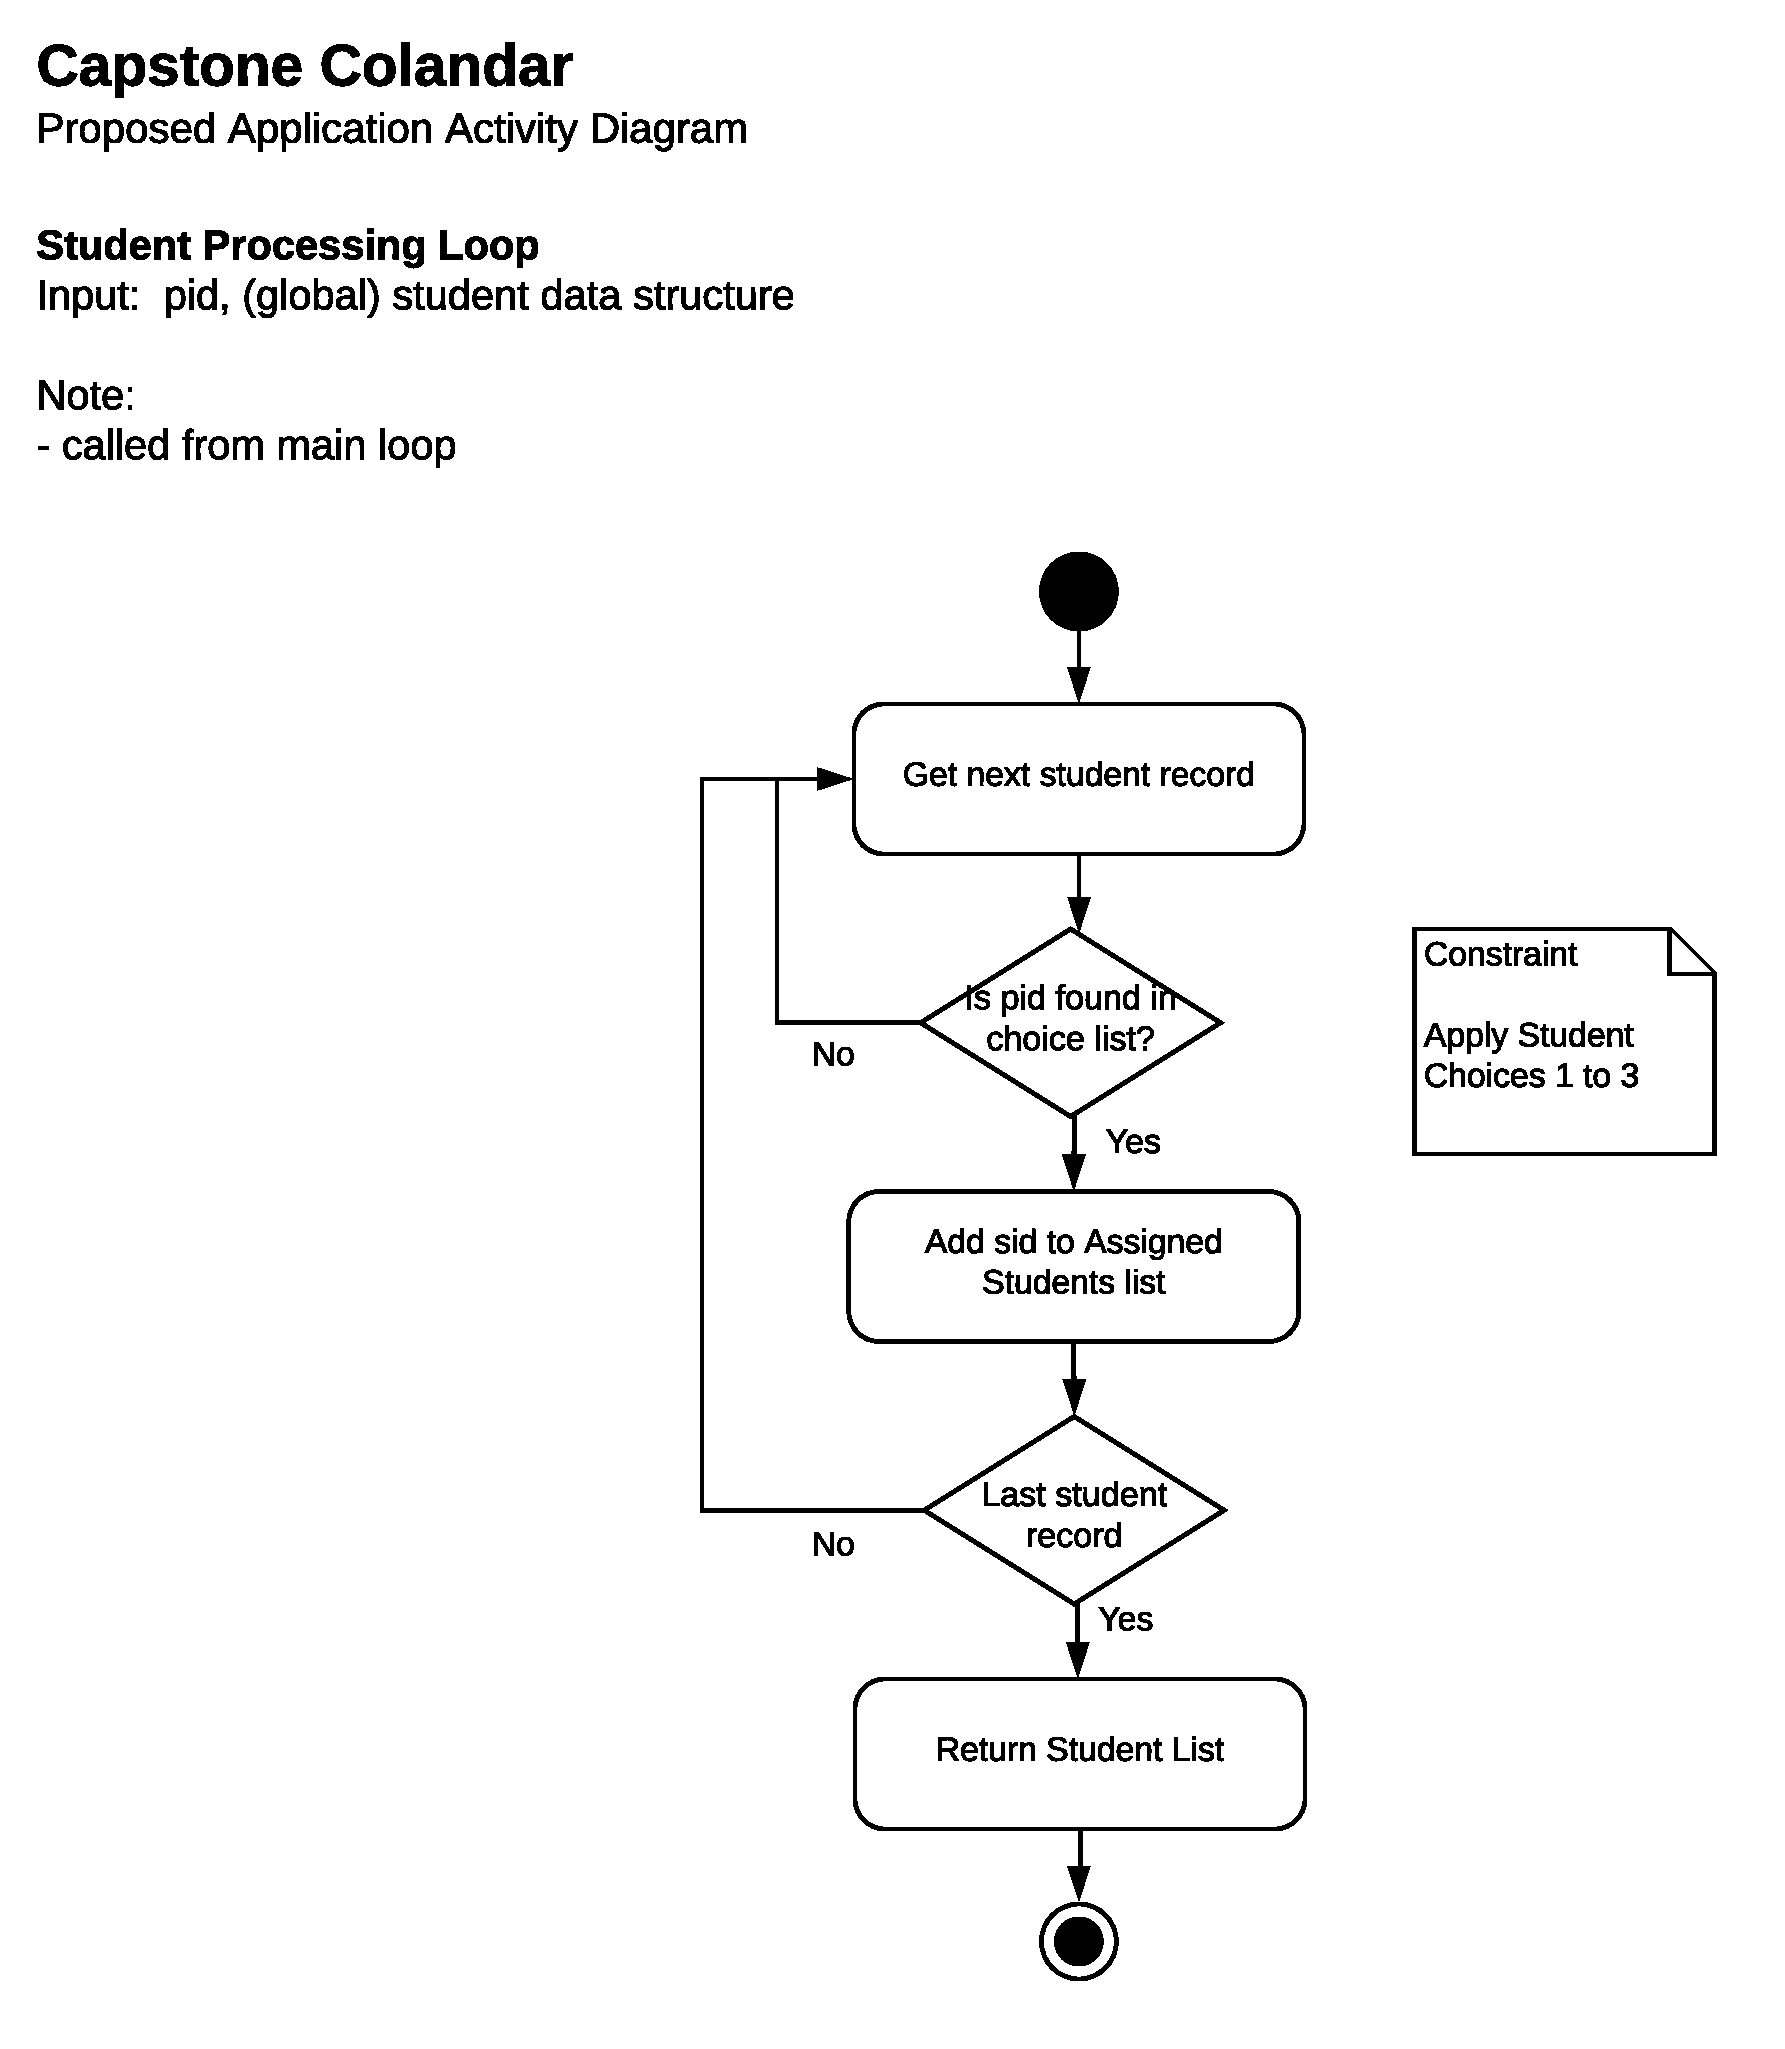 Capstone Colandar
Proposed Application Activity Diagram
Student Processing Loop
Input:  pid, (global) student data structure
Note:
- called from main loop
Get next student record
Is pid found in
choice list?
No
Constraint
Apply Student
Choices 1 to 3
Yes
Add sid to Assigned
Students list
Last student
record
No
Yes
Return Student List